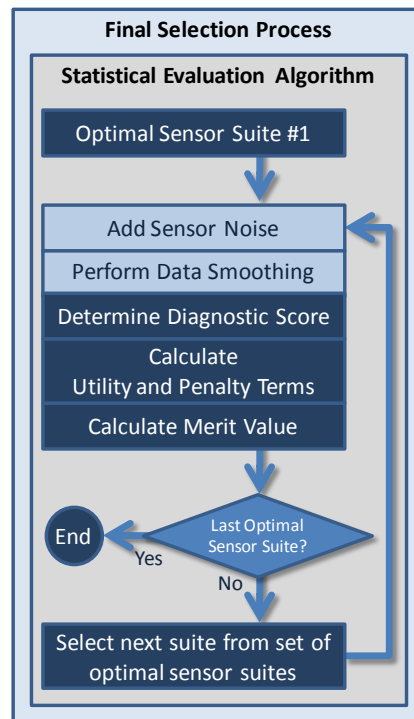 Final Selection Process
Statistical Evaluation Algorithm
Optimal Sensor Suite #1
Add Sensor Noise
Perform Data Smoothing
Determine Diagnostic Score
Calculate
Utility and Penalty Terms
Calculate Merit Value
Last Optimal
Sensor Suite?
End
Yes
No
Select next suite from set of
optimal sensor suites